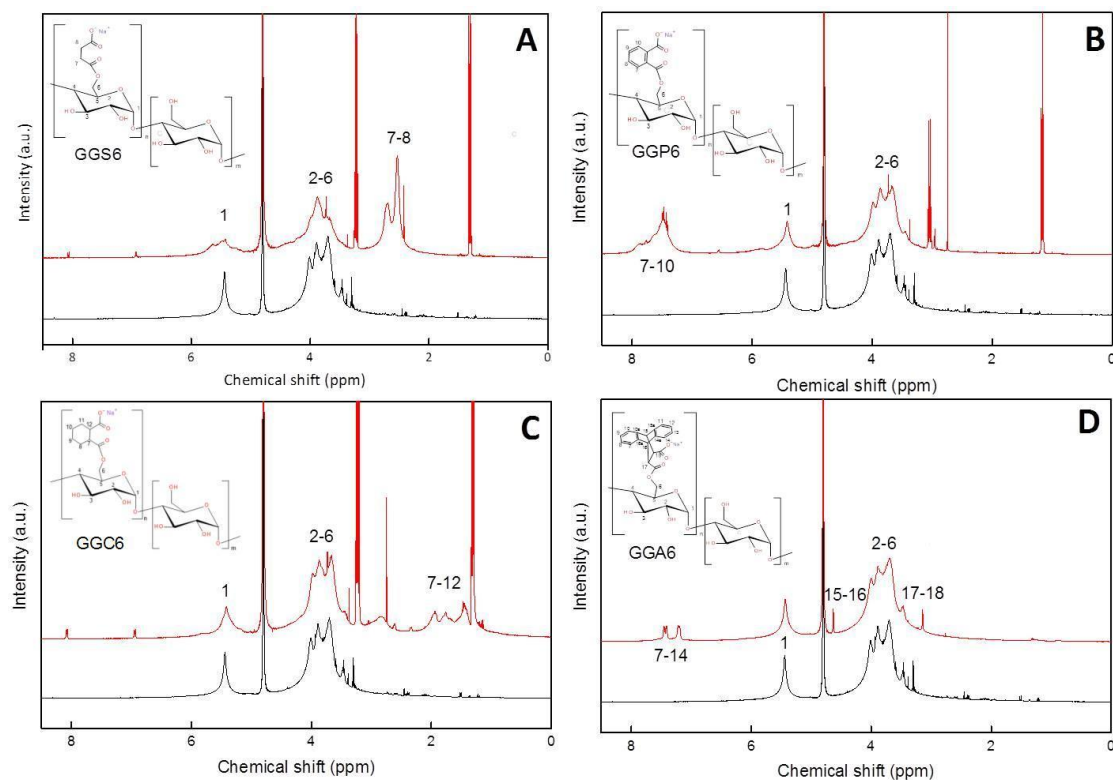 A
Intensity (a.u.)
GGS6
n
m
1
2-6
7-8
8 6 4 2 0
Chemical shift (ppm)
B
Intensity (a.u.)
GGP6
n
m
7-10
1
2-6
8 6 4 2 0
Chemical shift (ppm)
C
Intensity (a.u.)
GGC6
n
m
1
2-6
7-12
8 6 4 2 0
Chemical shift (ppm)
D
Intensity (a.u.)
GGA6
n
m
7-14
1
15-16
2-6
17-18
8 6 4 2 0
Chemical shift (ppm)